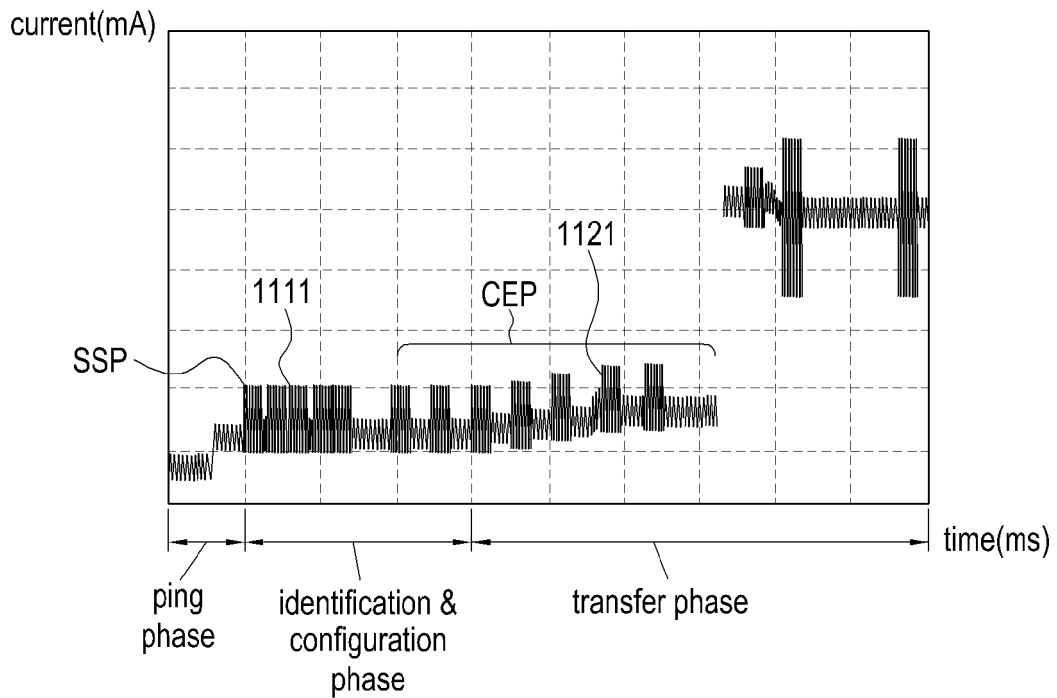 current(mA)
1121
1111
CEP
SSP
time(ms)
ping
phase
identification &
configuration
phase
transfer phase